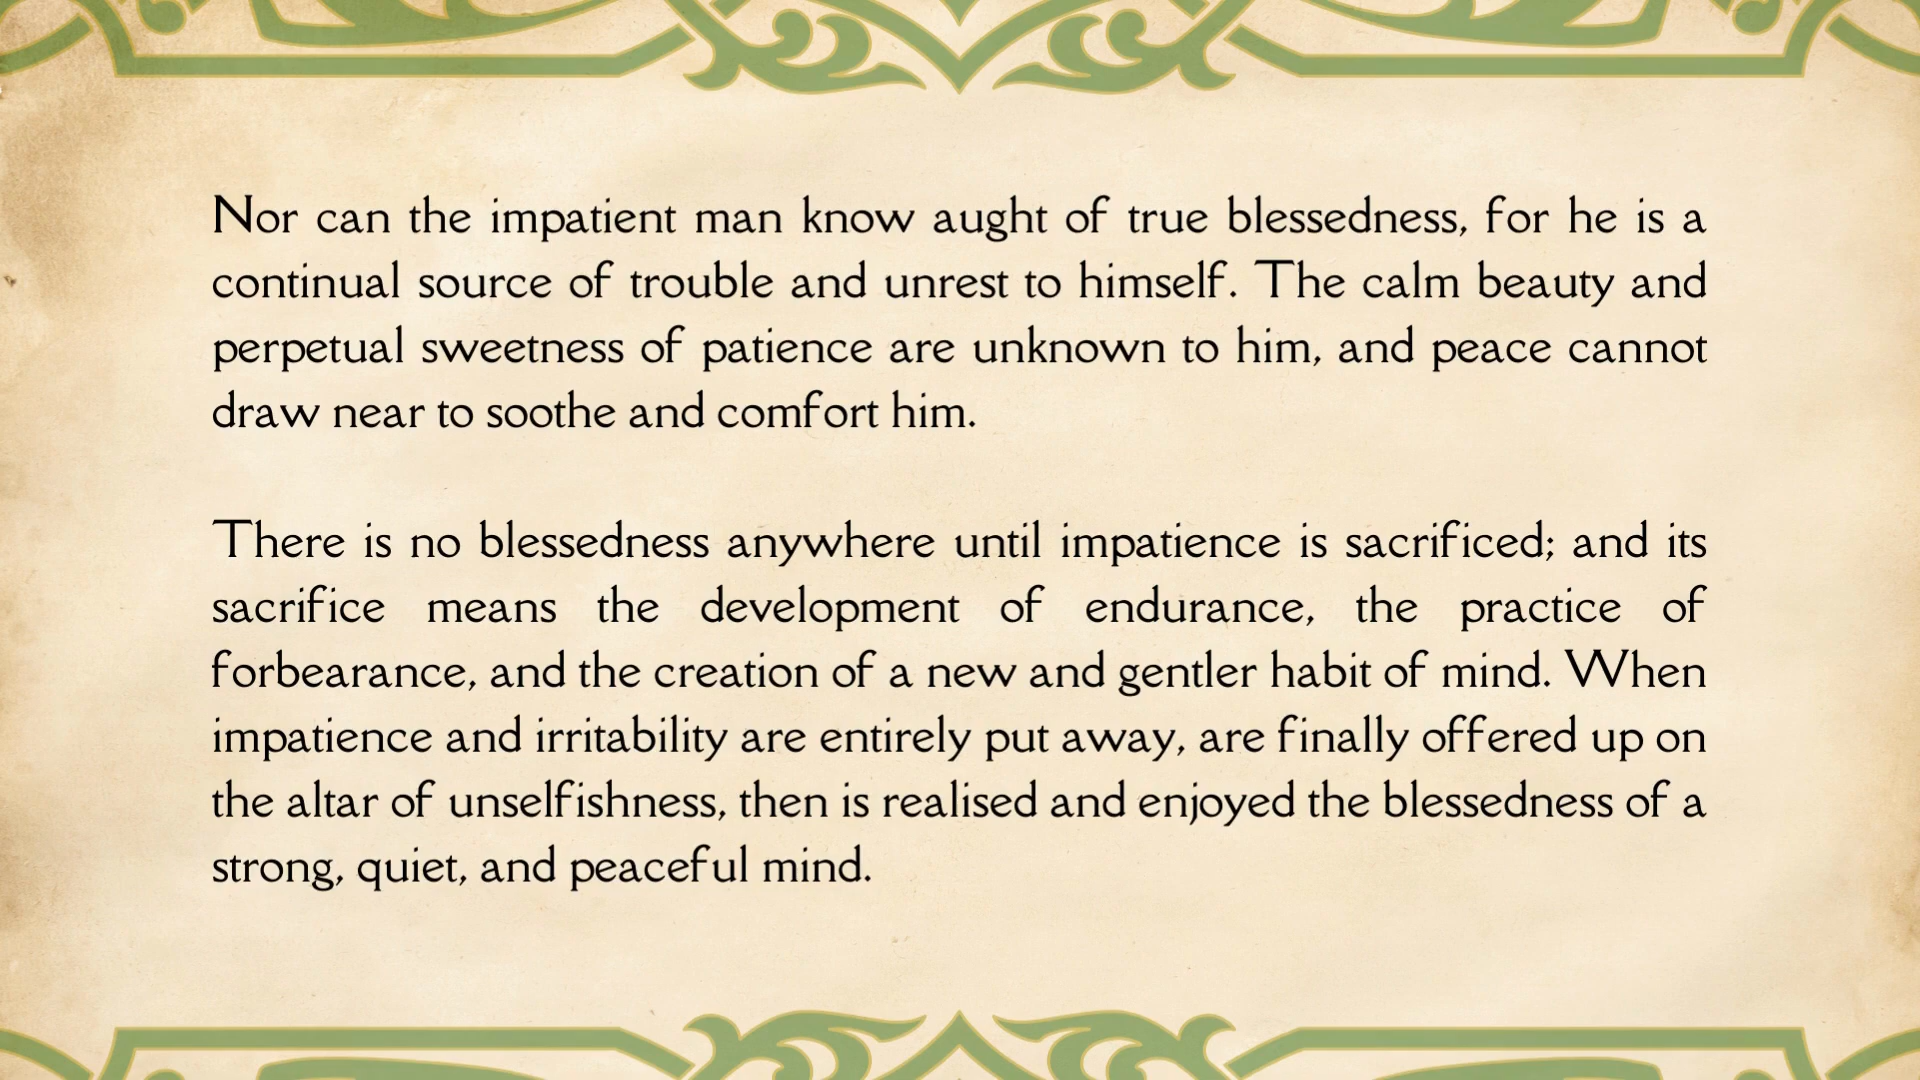 Nor can the impatient man know aught of true blessedness, for he is a
continual source of trouble and unrest to himself. The calm beauty and
perpetual sweetness of patience are unknown to him, and peace cannot
draw near to soothe and comfort him.
There is no blessedness anywhere until impatience is sacrificed; and its
sacrifice means the development of endurance, the practice of
forbearance, and the creation of a new and gentler habit of mind. When
impatience and irritability are entirely put away, are finally offered up on
the altar of unselfishness, then is realised and enjoyed the blessedness of a
strong, quiet, and peaceful mind.